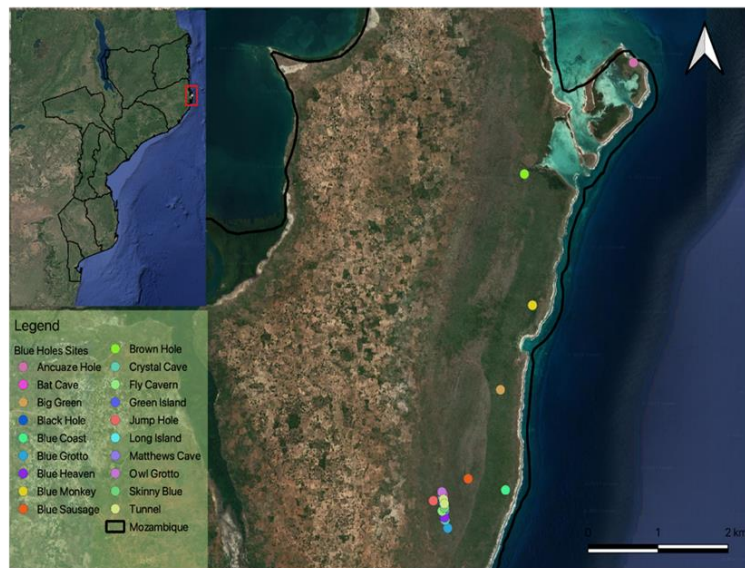 Legend
Blue Holes Sites
Ancuaze Hole
Bat Cave
Big Green
Black Hole
Blue Coast
Blue Grotto
Blue Heaven
Blue Monkey
Blue Sausage
Brown Hole
Crystal Cave
Fly Cavern
Green Island
Jump Hole
Long Island
Matthews Cave
Owl Grotto
Skinny Blue
Tunnel
Mozambique
0 1 2 km